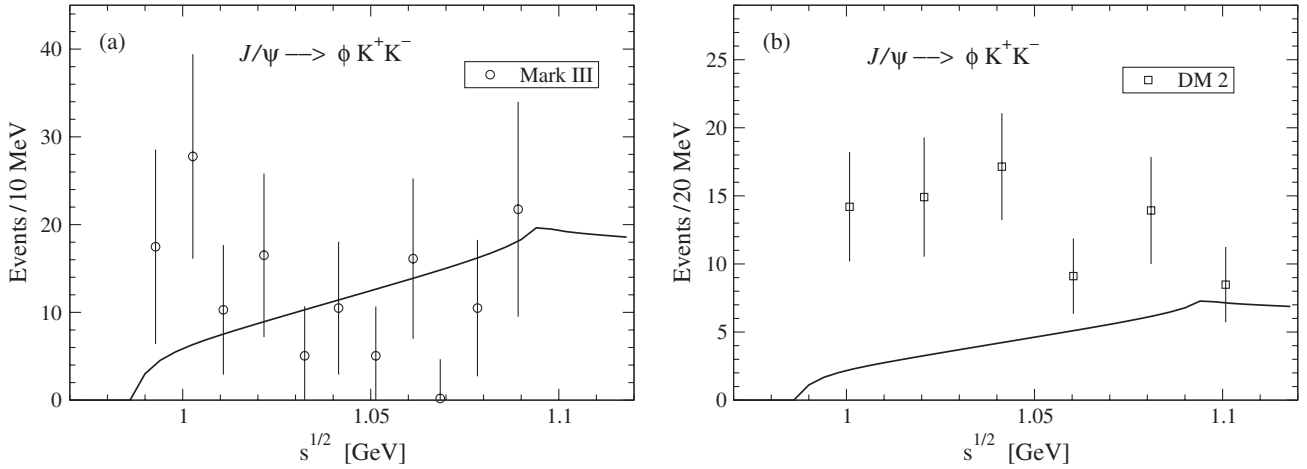 (a)
J/ψ —> ϕ K⁺K⁻
Mark III
Events / 10 MeV
40
30
20
10
0
1
1.05
1.1
s^{1/2} [GeV]
(b)
J/ψ —> ϕ K⁺K⁻
DM 2
Events / 20 MeV
25
20
15
10
5
0
1
1.05
1.1
s^{1/2} [GeV]